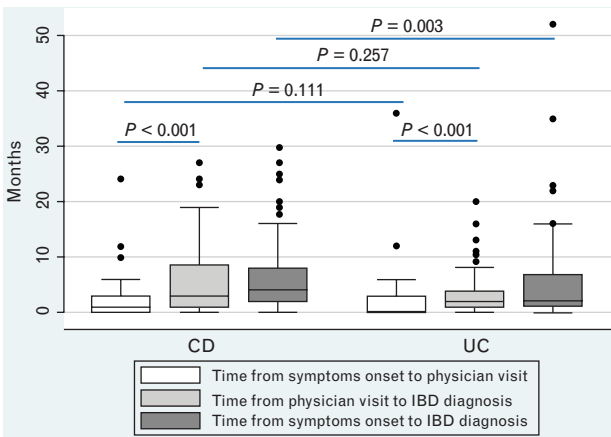 P = 0.003
P = 0.257
P = 0.111
P < 0.001
P < 0.001
Months
50
40
30
20
10
0
CD
UC
Time from symptoms onset to physician visit
Time from physician visit to IBD diagnosis
Time from symptoms onset to IBD diagnosis